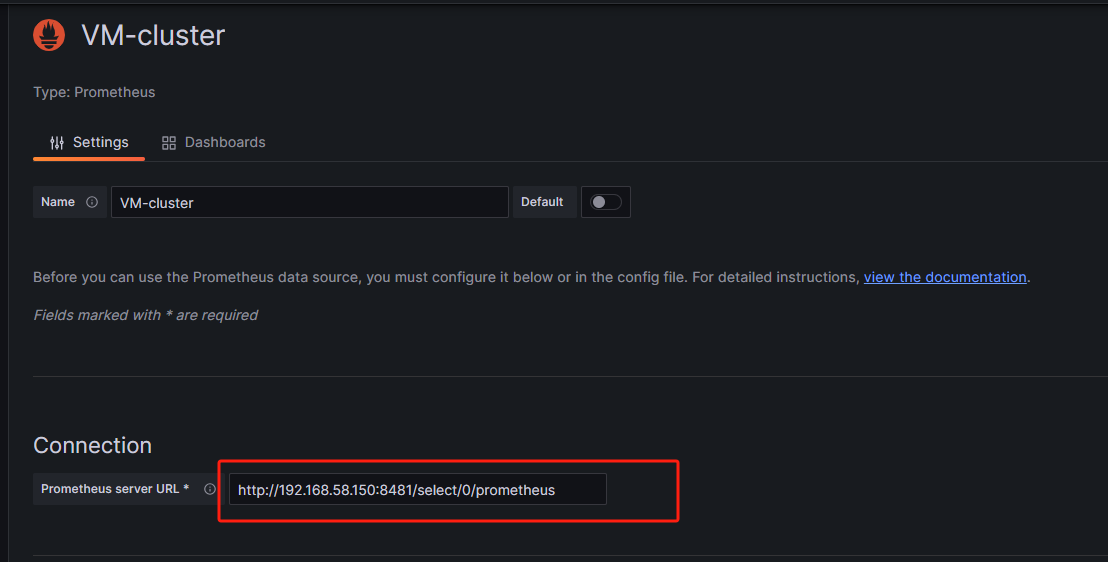 VM-cluster
Type: Prometheus
Settings Dashboards
Name VM-cluster Default
Before you can use the Prometheus data source, you must configure it below or in the config file. For detailed instructions, view the documentation.
Fields marked with * are required
Connection
Prometheus server URL * http://192.168.58.150:8481/select/0/prometheus